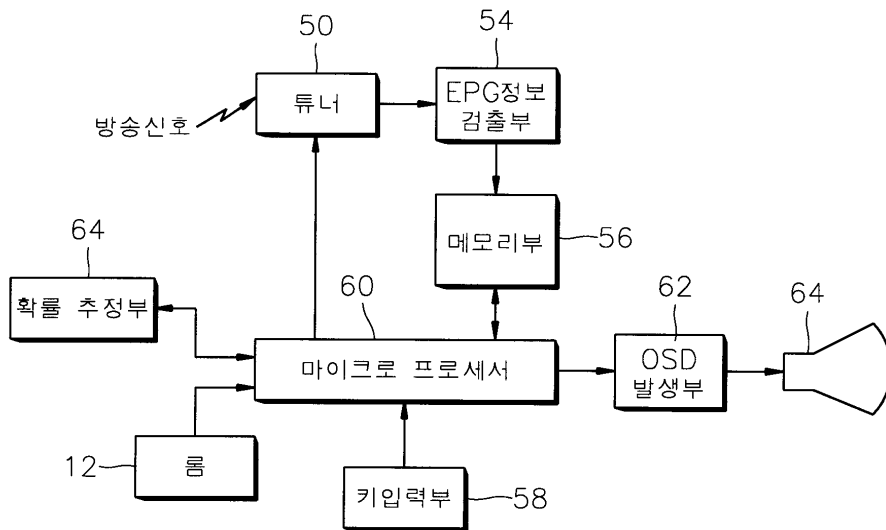 50
튜너
방송신호
54
EPG정보
검출부
메모리부
56
64
확률 추정부
60
마이크로 프로세서
62
OSD
발생부
64
12
롬
키입력부
58